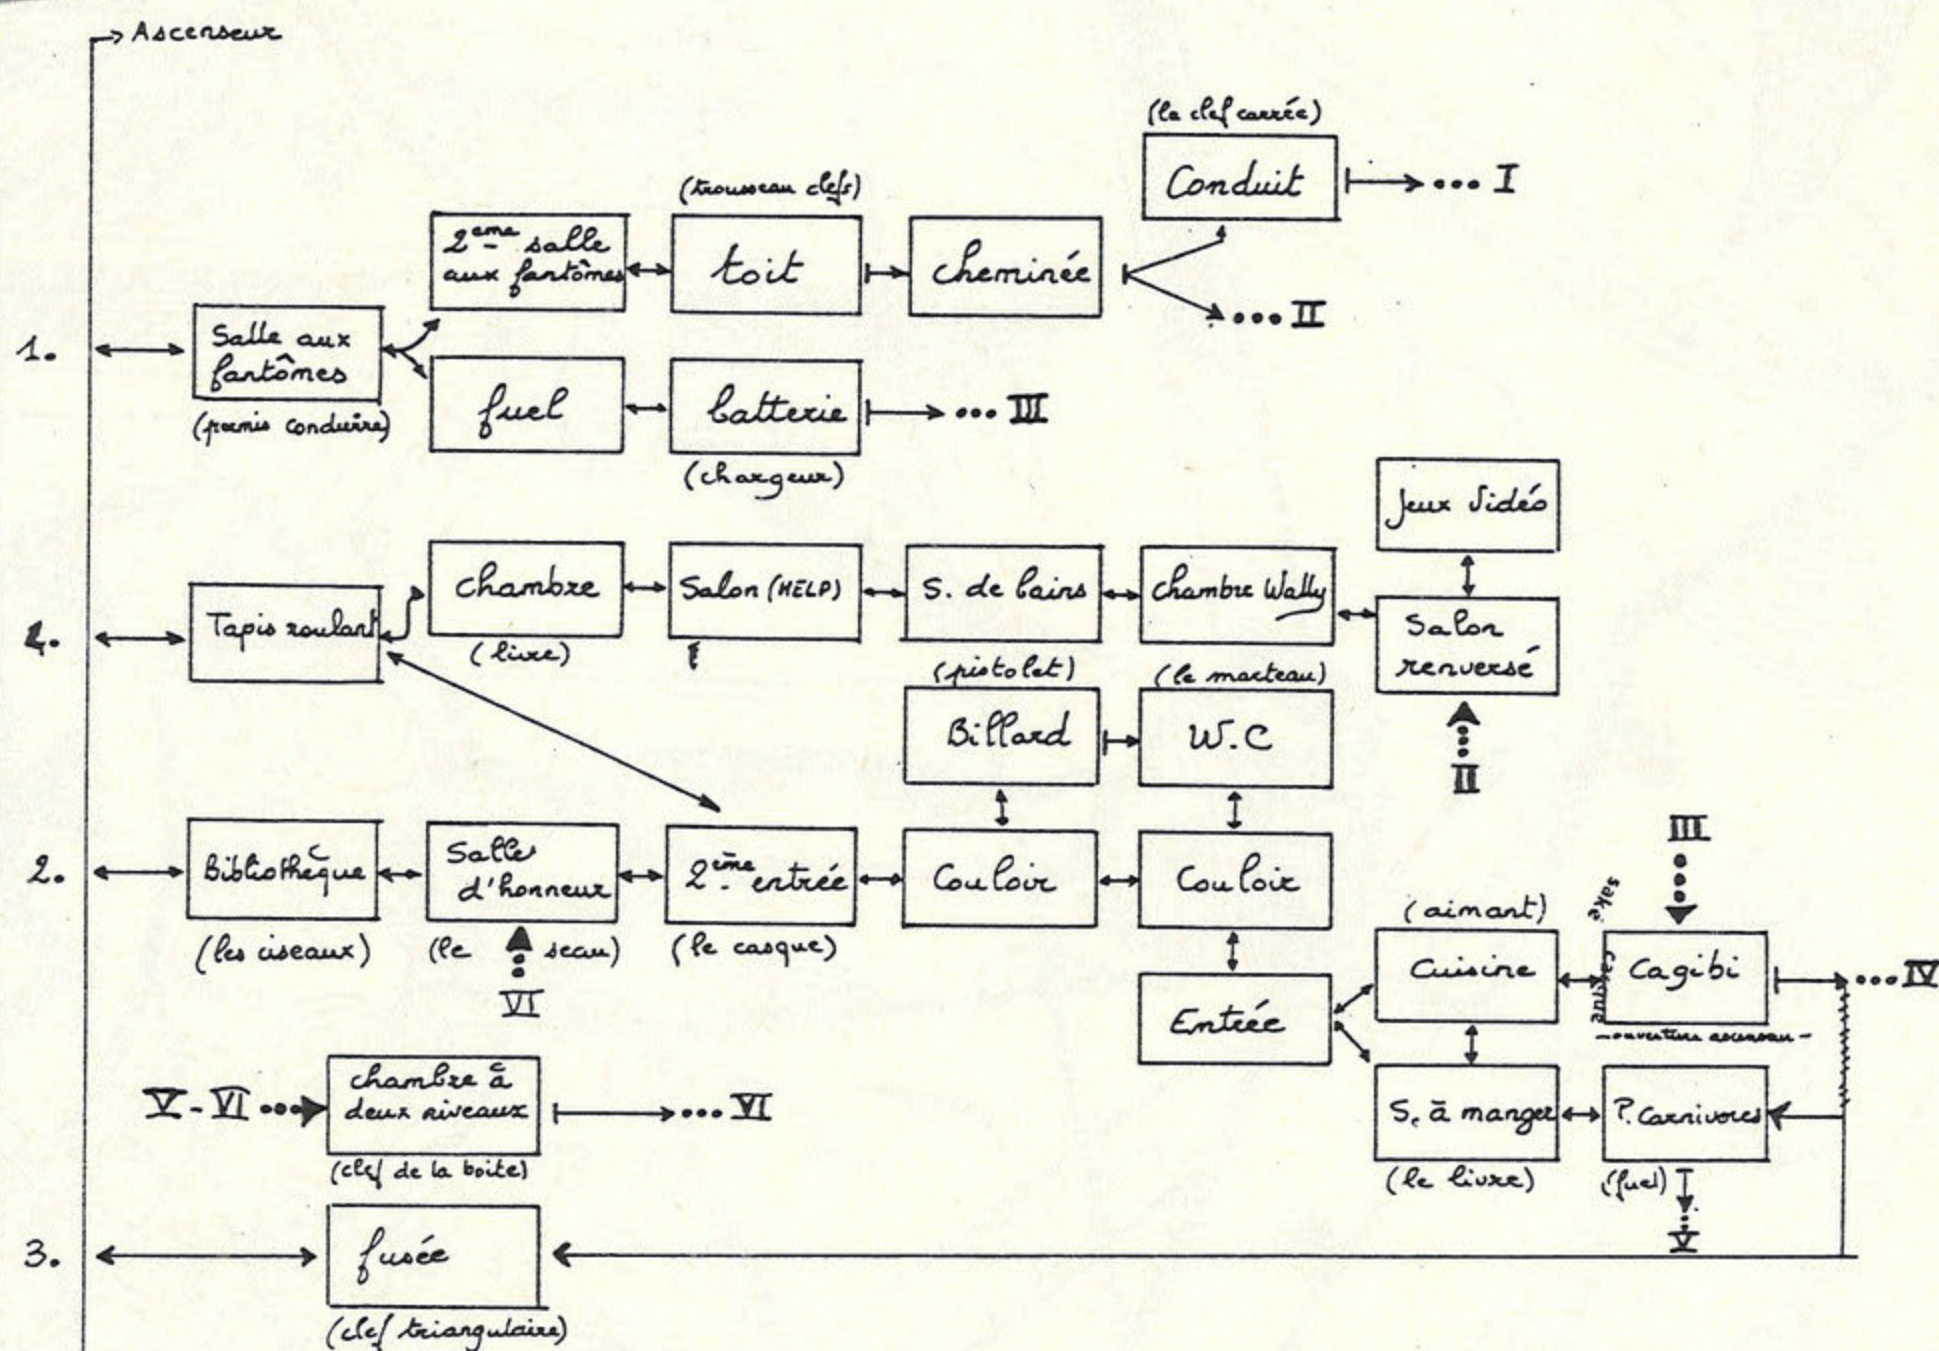 Ascenseur
(la clef carrée)
Conduit
... I
(trousseau clefs)
2ème salle
aux fantômes
toit
cheminée
... II
1.
Salle aux
fantômes
(permis conduire)
fuel
batterie
... III
(chargeur)
Jeux Vidéo
chambre
Salon (HELP)
S. de bains
chambre Wally
Tapis roulant
(livre)
Salon
renversé
(pistolet)
(le marteau)
Billard
W.C
II
III
2.
Bibliothèque
Salle
d'honneur
2ème entrée
Couloir
Couloir
saké
casque
(aimant)
(les ciseaux)
(le seau)
(le casque)
VI
Cuisine
Cagibi
... IV
Entrée
-ouverture ascenseur-
V - VI
chambre à
deux niveaux
... VI
S. à manger
P. Carnivores
(clef de la boite)
(le livre)
(fuel)
V
3.
fusée
(clef triangulaire)